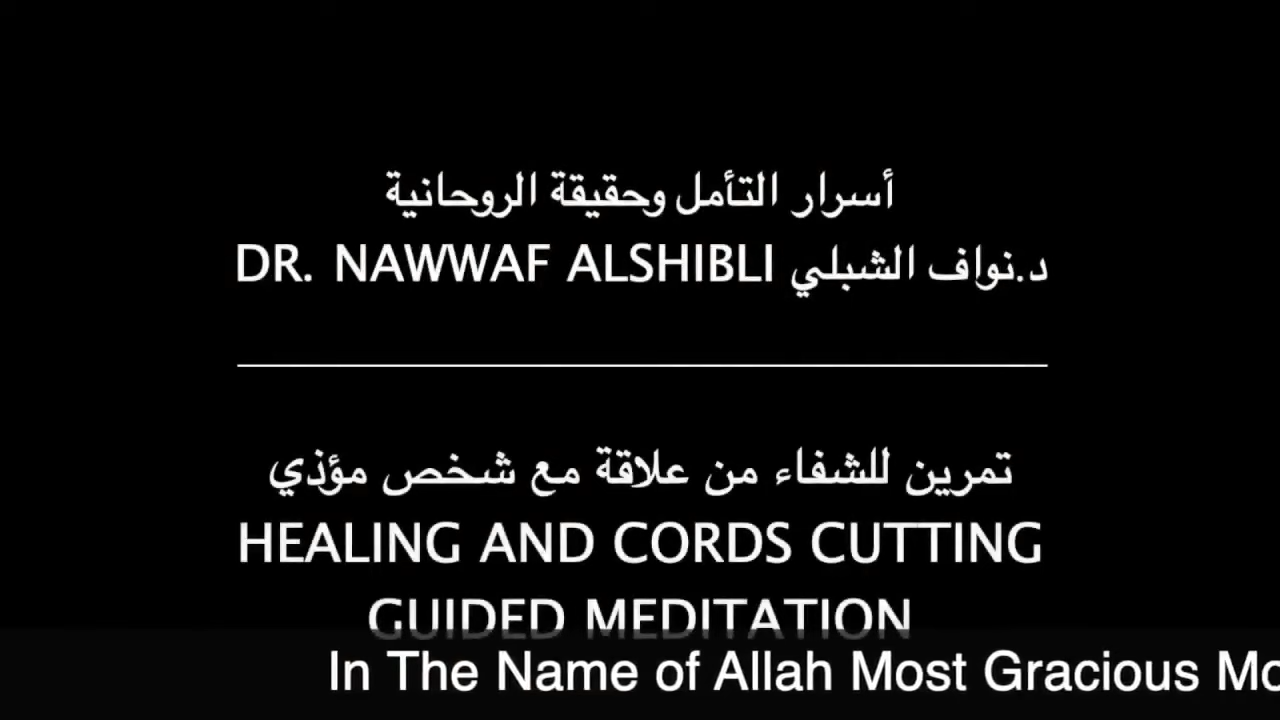 أسرار التأمل وحقيقة الروحانية
DR. NAWWAF ALSHIBLI د.نواف الشبلي
تمرين للشفاء من علاقة مع شخص مؤذي
HEALING AND CORDS CUTTING
GUIDED MEDITATION
In The Name of Allah Most Gracious Mo